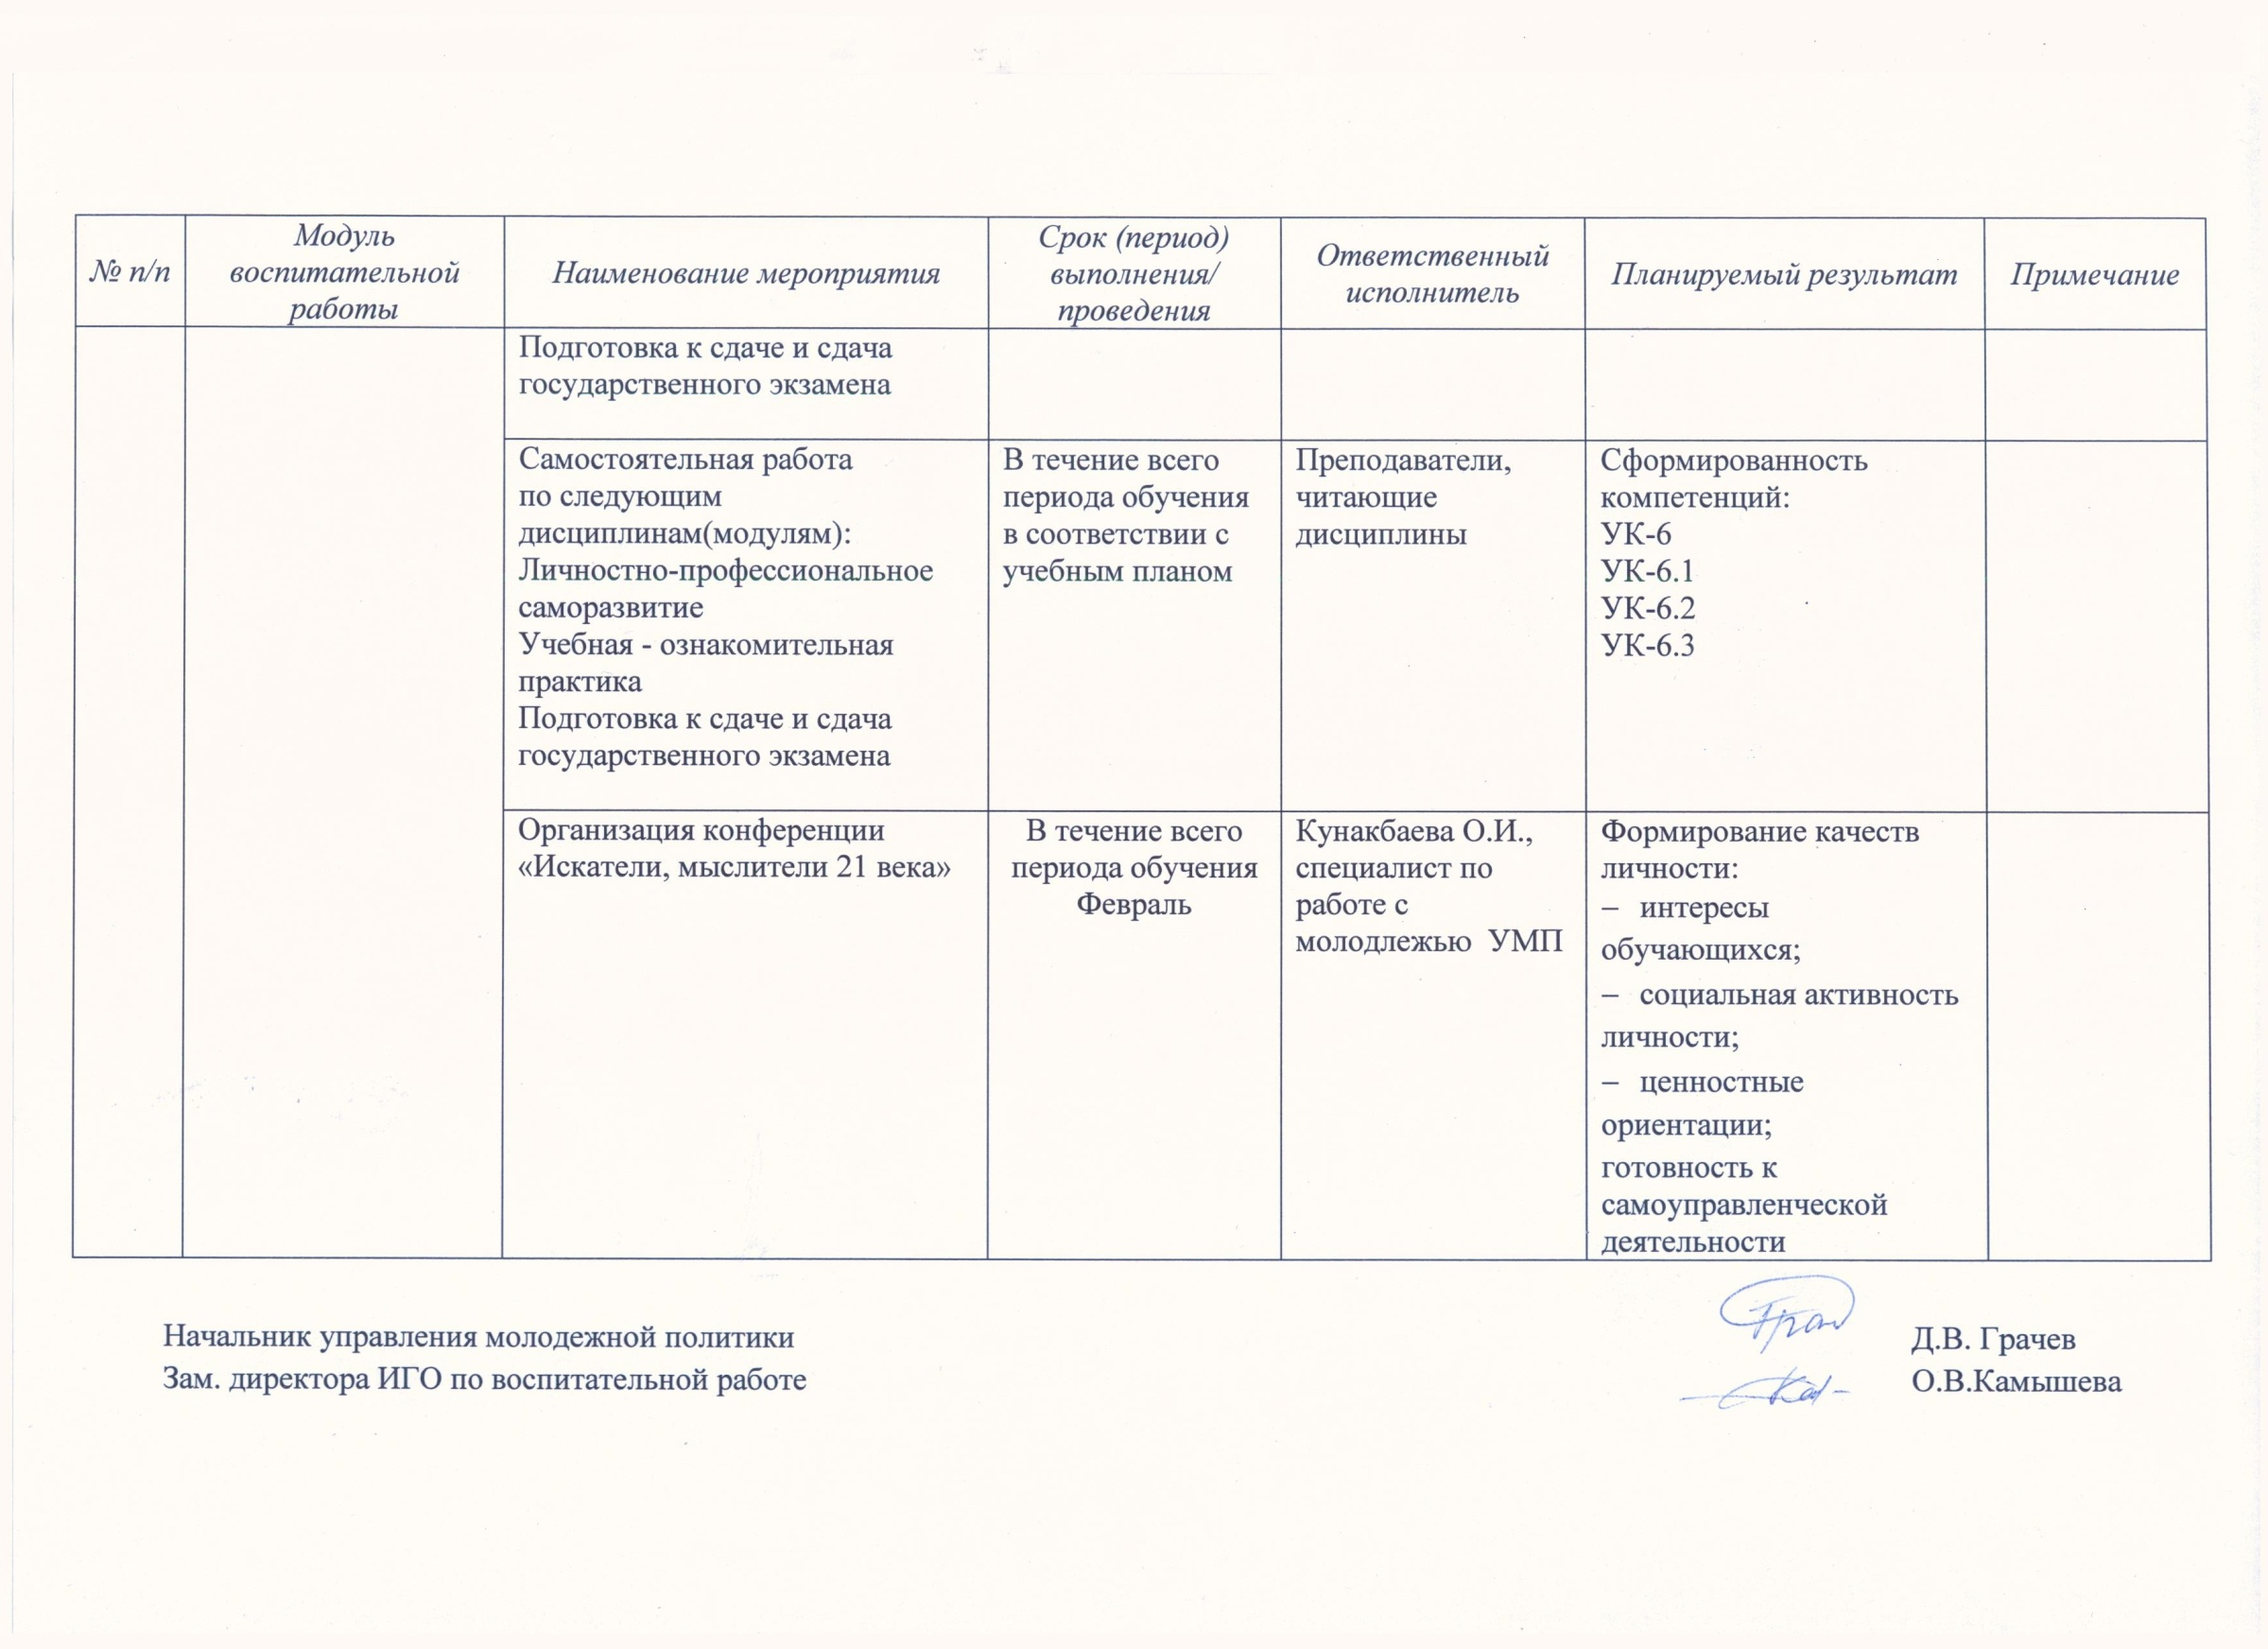 № п/п
Модуль
воспитательной
работы
Наименование мероприятия
Срок (период)
выполнения/
проведения
Ответственный
исполнитель
Планируемый результат
Примечание
Подготовка к сдаче и сдача
государственного экзамена
Самостоятельная работа
по следующим
дисциплинам(модулям):
Личностно-профессиональное
саморазвитие
Учебная - ознакомительная
практика
Подготовка к сдаче и сдача
государственного экзамена
В течение всего
периода обучения
в соответствии с
учебным планом
Преподаватели,
читающие
дисциплины
Сформированность
компетенций:
УК-6
УК-6.1
УК-6.2
УК-6.3
Организация конференции
«Искатели, мыслители 21 века»
В течение всего
периода обучения
Февраль
Кунакбаева О.И.,
специалист по
работе с
молодлежью УМП
Формирование качеств
личности:
– интересы
обучающихся;
– социальная активность
личности;
– ценностные
ориентации;
готовность к
самоуправленческой
деятельности
Начальник управления молодежной политики
Д.В. Грачев
Зам. директора ИГО по воспитательной работе
О.В.Камышева